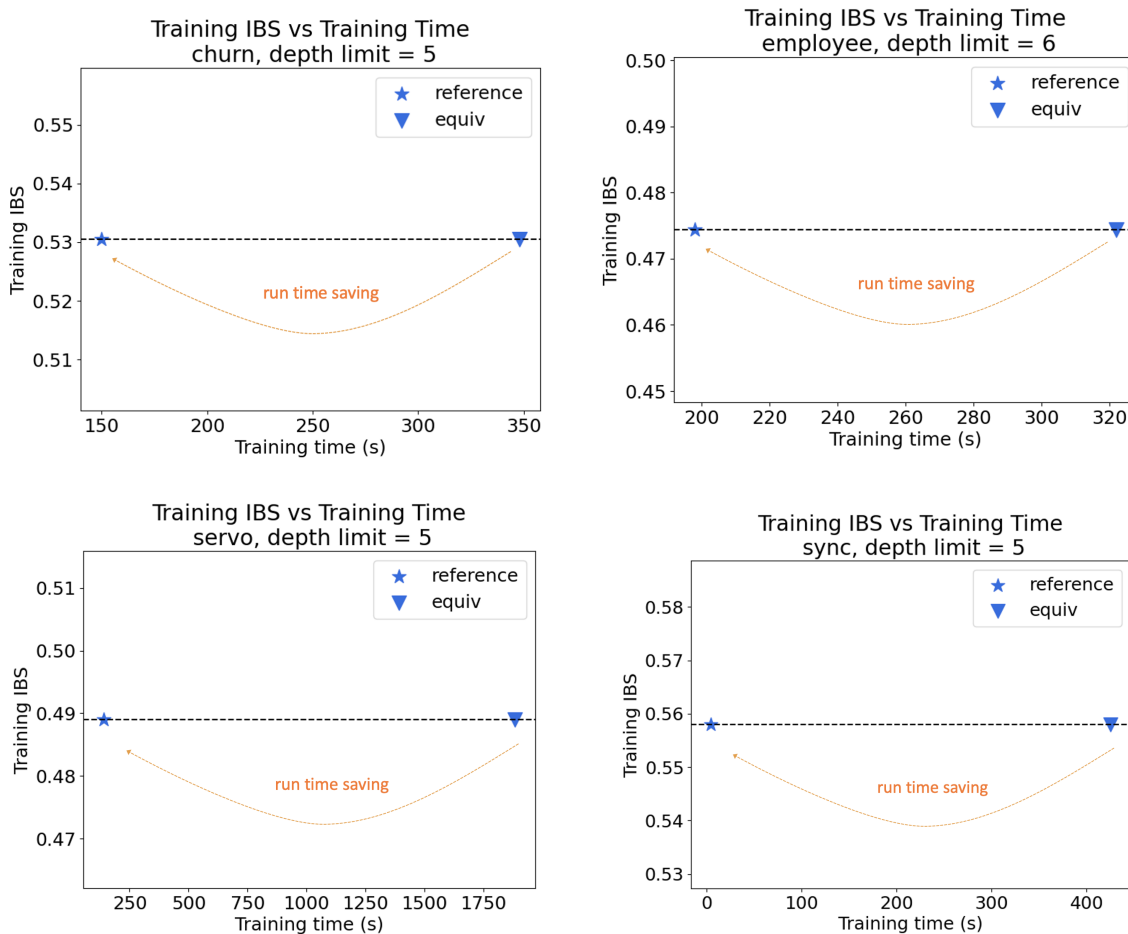 Training IBS vs Training Time
churn, depth limit = 5
reference
equiv
0.55
0.54
0.53
0.52
0.51
Training IBS
run time saving
150
200
250
300
350
Training time (s)
Training IBS vs Training Time
employee, depth limit = 6
reference
equiv
0.50
0.49
0.48
0.47
0.46
0.45
Training IBS
run time saving
200
220
240
260
280
300
320
Training time (s)
Training IBS vs Training Time
servo, depth limit = 5
reference
equiv
0.51
0.50
0.49
0.48
0.47
Training IBS
run time saving
250
500
750
1000
1250
1500
1750
Training time (s)
Training IBS vs Training Time
sync, depth limit = 5
reference
equiv
0.58
0.57
0.56
0.55
0.54
0.53
Training IBS
run time saving
0
100
200
300
400
Training time (s)